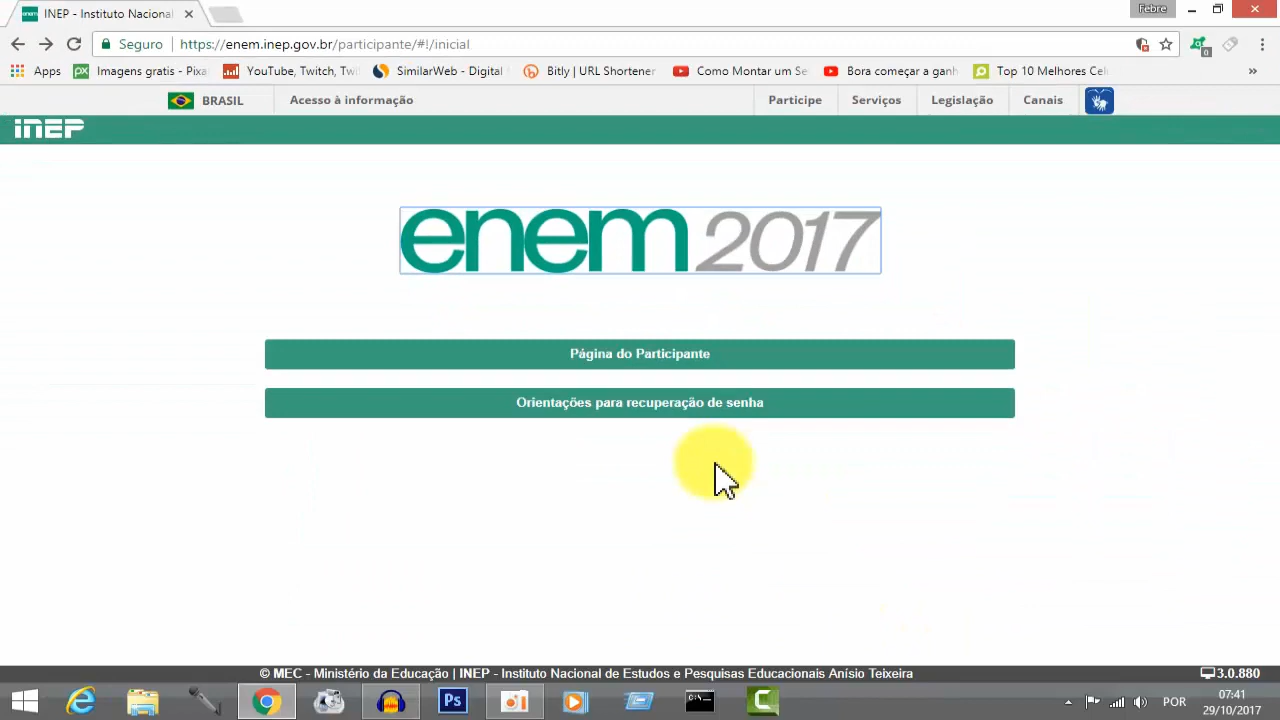 INEP - Instituto Nacional
Febre
Seguro
https://enem.inep.gov.br/participante/#!/inicial
0
Apps
Imagens gratis - Pixa
YouTube, Twitch, Twi
SimilarWeb - Digital
Bitly | URL Shortener
Como Montar um Se
Bora começar a ganh
Top 10 Melhores Cel
BRASIL
Acesso à informação
Participe
Serviços
Legislação
Canais
INEP
enem 2017
Página do Participante
Orientações para recuperação de senha
© MEC - Ministério da Educação | INEP - Instituto Nacional de Estudos e Pesquisas Educacionais Anísio Teixeira
3.0.880
Ps
POR
07:41
29/10/2017